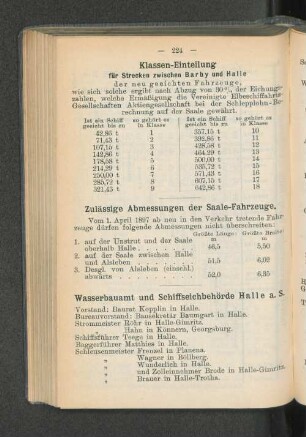 — 224 —
Klassen-Einteilung
für Strecken zwischen Barby und Halle
der neu geeichten Fahrzeuge,
wie sich solche ergibt nach Abzug von 30%, der Eichungs-
zahlen, welche Ermäßigung die Vereinigte Elbeschiffahrts-
Gesellschaften Aktiengesellschaft bei der Schlepplohn-Be-
rechnung auf der Saale gewährt.
Ist ein Schiff geeicht bis zu so gehört es in Klasse Ist ein Schiff geeicht bis zu so gehört es in Klasse
42,86 t 1 357,15 t 10
71,43 t 2 393,— t 11
107,15 t 3 428,58 t 12
142,86 t 4 464,29 t 13
178,58 t 5 500,— t 14
214,29 t 6 535,72 t 15
250,00 t 7 571,43 t 16
285,72 t 8 607,15 t 17
321,43 t 9 642,86 t 18
Zulässige Abmessungen der Saale-Fahrzeuge.
Vom 1. April 1897 ab neu in den Verkehr tretende Fahr-
zeuge dürfen folgende Abmessungen nicht überschreiten:
Größte Länge Größte Breite
m m
1. auf der Unstrut und der Saale
oberhalb Halle 46,5 5,50
2. auf der Saale zwischen Halle
und Alsleben 51,5 6,02
3. Desgl. von Alsleben (einschl.)
abwärts 52,0 6,35
Wasserbauamt und Schiffseichbehörde Halle a. S.
Vorstand: Baurat Kopplin in Halle.
Bureauvorstand: Bausekretär Baumgart in Halle.
Strommeister Röhr in Halle-Gimritz.
Hahn in Könnern, Georgsburg.
Schiffsführer Teege in Halle.
Baggerführer Matthies in Halle.
Schleusenmeister Frenzel in Planena.
" Wagner in Böllberg.
" Wunderlich in Halle.
" und Zolleinnehmer Brode in Halle-Gimritz.
" Brauer in Halle-Trotha.